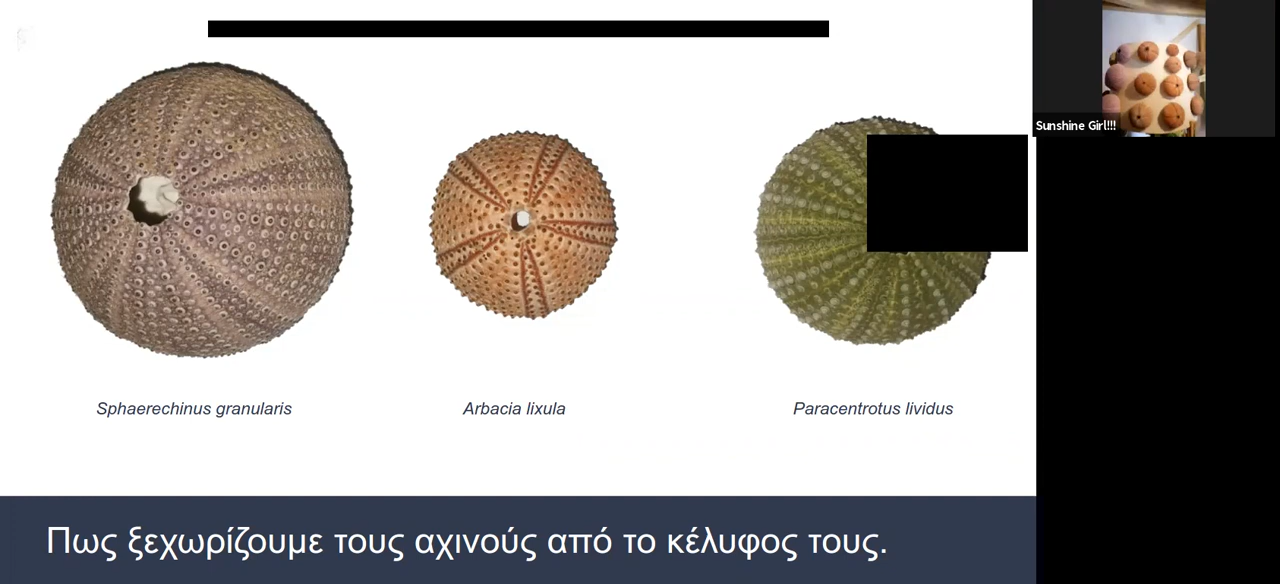 Sunshine Girl!!!
Sphaerechinus granularis
Arbacia lixula
Paracentrotus lividus
Πως ξεχωρίζουμε τους αχινούς από το κέλυφος τους.